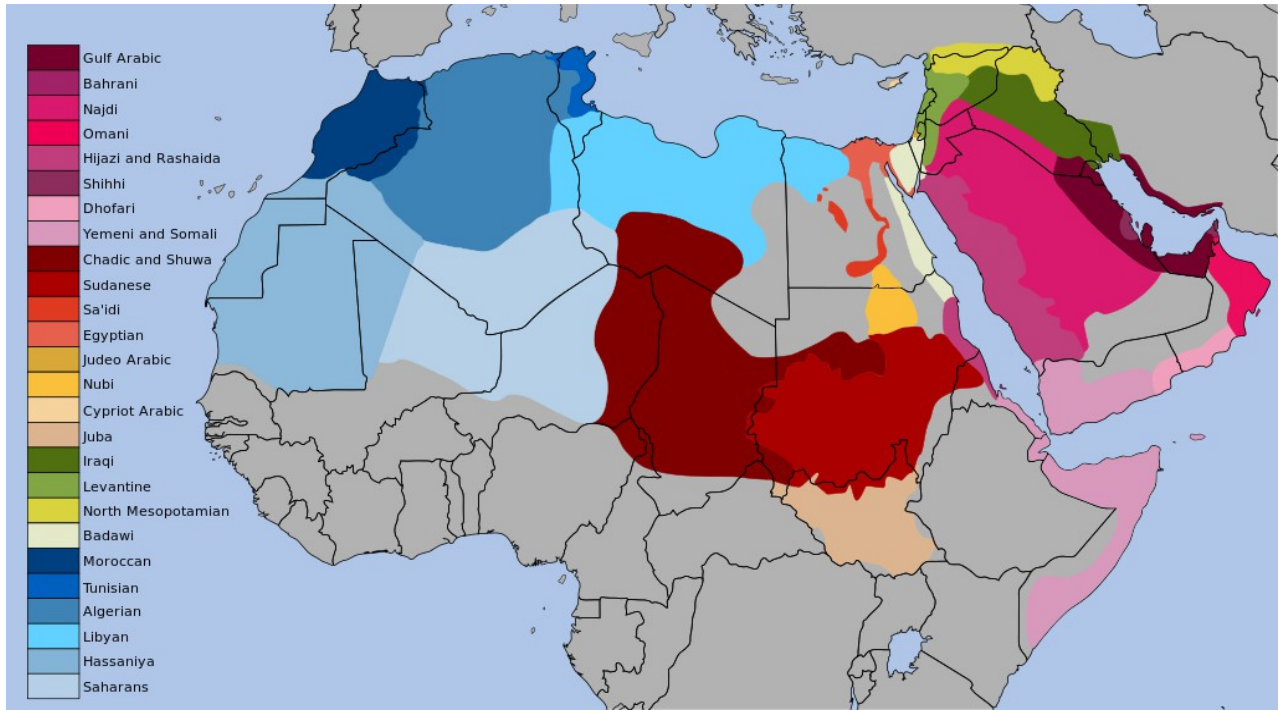 Gulf Arabic
Bahrani
Najdi
Omani
Hijazi and Rashaida
Shihhi
Dhofari
Yemeni and Somali
Chadic and Shuwa
Sudanese
Sa'idi
Egyptian
Judeo Arabic
Nubi
Cypriot Arabic
Juba
Iraqi
Levantine
North Mesopotamian
Badawi
Moroccan
Tunisian
Algerian
Libyan
Hassaniya
Saharans